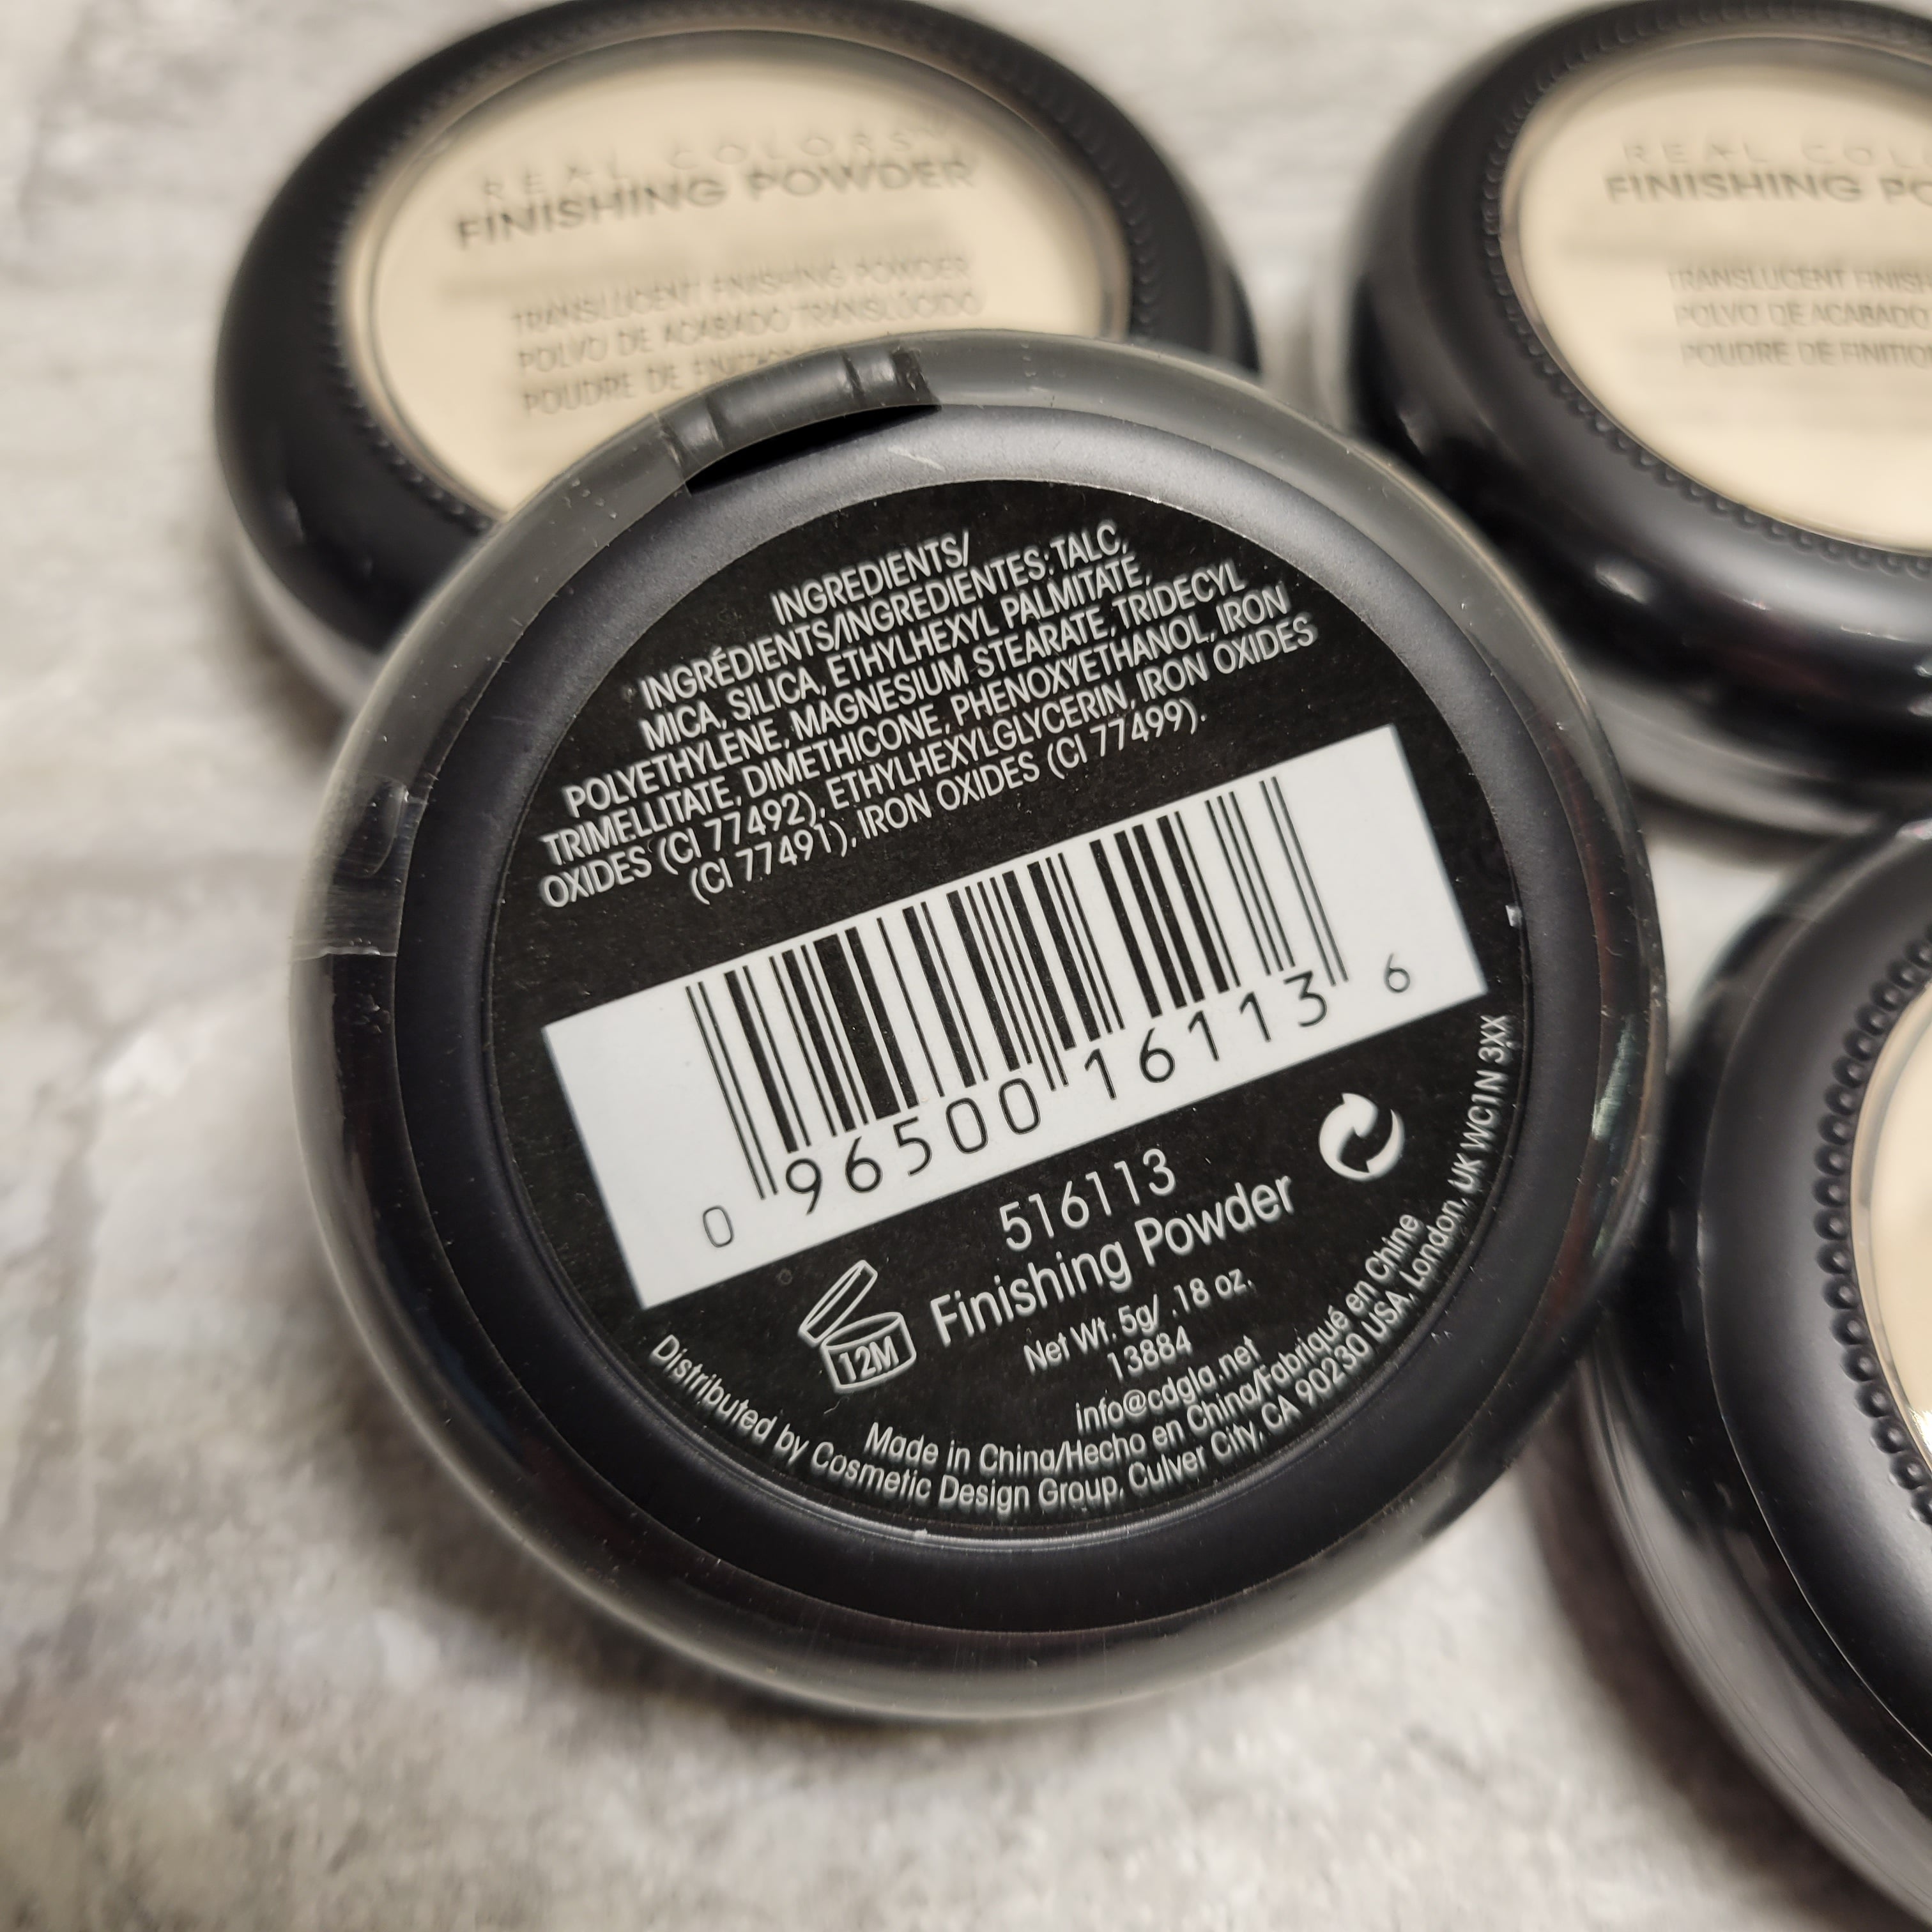 REAL COLORS
FINISHING POWDER
TRANSLUCENT FINISHING POWDER
POLVO DE ACABADO TRANSLÚCIDO
POUDRE DE
REAL
FINISHING
TRANSLUCENT
POLVO DE ACABADO
POUDRE DE
INGREDIENTS/
INGRÉDIENTS/INGREDIENTES: TALC,
MICA, SILICA, ETHYLHEXYL PALMITATE,
POLYETHYLENE, MAGNESIUM STEARATE, TRIDECYL
TRIMELLITATE, DIMETHICONE, PHENOXYETHANOL, IRON
OXIDES (CI 77492), ETHYLHEXYLGLYCERIN, IRON OXIDES
(CI 77491), IRON OXIDES (CI 77499).
0 96500 16113 6
516113
Finishing Powder
12M
Net Wt. 5g/ .18 oz.
13884
info@cdgla.net
Made in China/Hecho en China/Fabriqué en Chine
Distributed by Cosmetic Design Group, Culver City, CA 90230 USA, London, UK WC1N 3XX